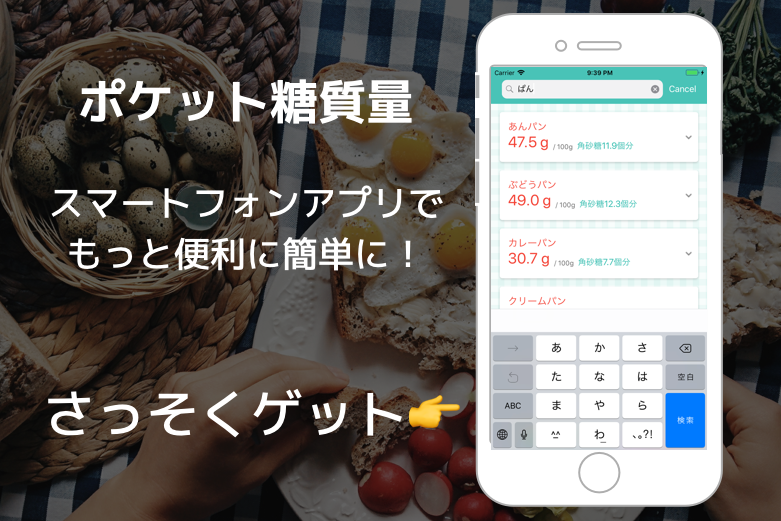 ポケット糖質量
スマートフォンアプリで
もっと便利に簡単に！
さっそくゲット👉
Carrier 9:39 PM
ぱん Cancel
あんパン
47.5 g / 100g 角砂糖11.9個分
ぶどうパン
49.0 g / 100g 角砂糖12.3個分
カレーパン
30.7 g / 100g 角砂糖7.7個分
クリームパン
→ あ か さ
た な は 空白
ABC ま や ら 検索
^^ わ_ 、。?!